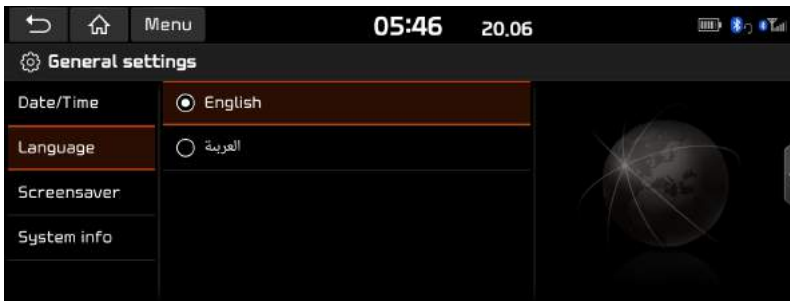 Menu 05:46 20.06
General settings
Date/Time
English
Language
العربية
Screensaver
System info